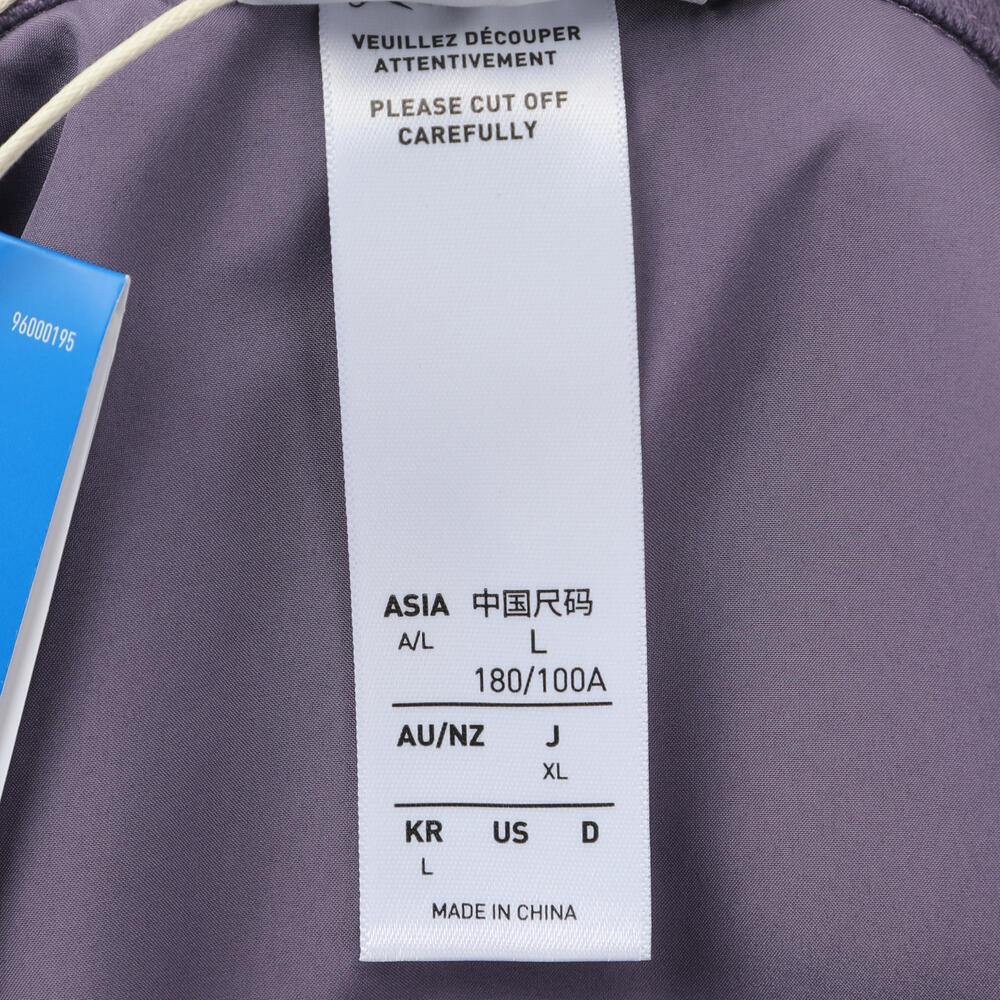 VEUILLEZ DÉCOUPER
ATTENTIVEMENT
PLEASE CUT OFF
CAREFULLY
96000195
ASIA 中国尺码
A/L L
180/100A
AU/NZ J
XL
KR US D
L
MADE IN CHINA